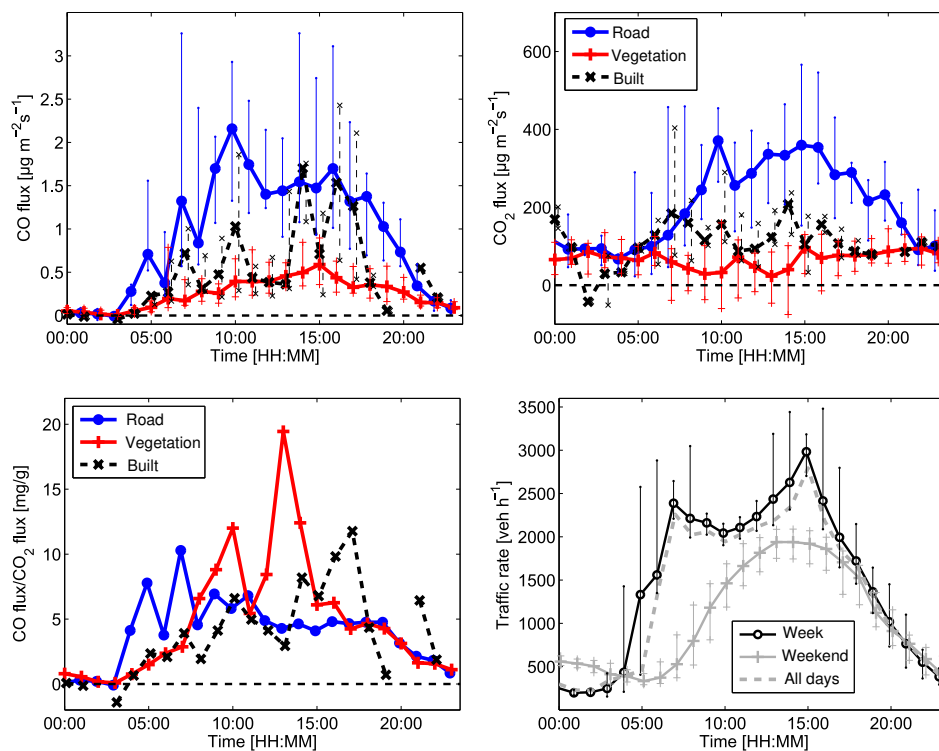 3
2.5
2
1.5
1
0.5
0
CO flux [µg m−2s−1]
00:00 05:00 10:00 15:00 20:00
Time [HH:MM]
600
400
200
0
CO2 flux [µg m−2s−1]
Road
Vegetation
Built
00:00 05:00 10:00 15:00 20:00
Time [HH:MM]
20
15
10
5
0
CO flux/CO2 flux [mg/g]
Road
Vegetation
Built
00:00 05:00 10:00 15:00 20:00
Time [HH:MM]
3500
3000
2500
2000
1500
1000
500
Traffic rate [veh h−1]
Week
Weekend
All days
00:00 05:00 10:00 15:00 20:00
Time [HH:MM]